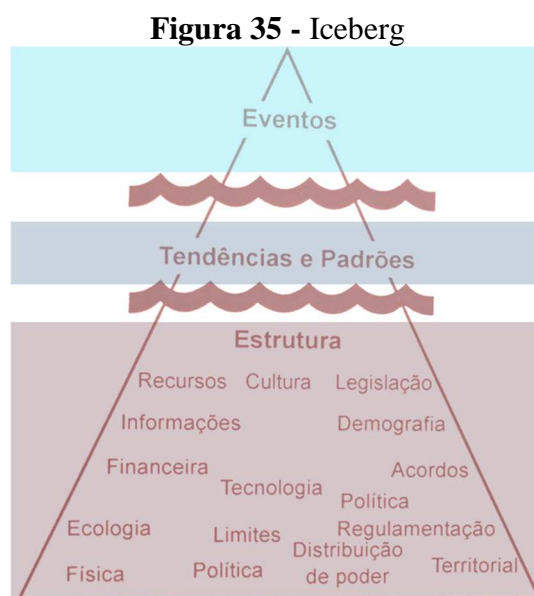 Figura 35 - Iceberg
Eventos
Tendências e Padrões
Estrutura
Recursos Cultura Legislação
Informações Demografia
Financeira Acordos
Tecnologia
Política
Ecologia Limites Regulamentação
Distribuição
de poder
Física Política Territorial